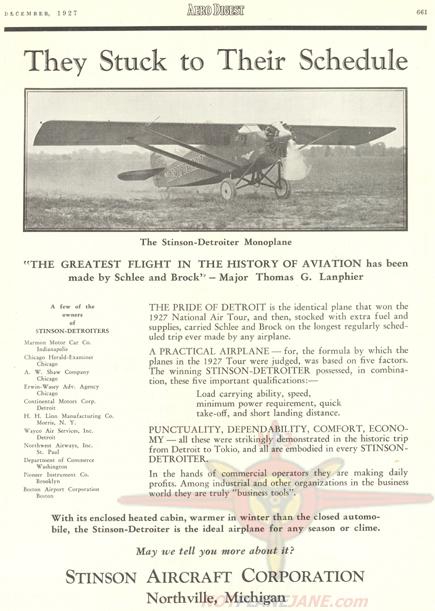 DECEMBER, 1927
AERO DIGEST
661
They Stuck to Their Schedule
The Stinson-Detroiter Monoplane
"THE GREATEST FLIGHT IN THE HISTORY OF AVIATION has been
made by Schlee and Brock" – Major Thomas G. Lanphier
A few of the
owners
of
STINSON-DETROITERS
Marmon Motor Car Co.
Indianapolis
Chicago Herald-Examiner
Chicago
A. W. Shaw Company
Chicago
Erwin-Wasey Adv. Agency
Chicago
Continental Motors Corp.
Detroit
H. H. Linn Manufacturing Co.
Morris, N. Y.
Wayco Air Services, Inc.
Detroit
Northwest Airways, Inc.
St. Paul
Department of Commerce
Washington
Pioneer Instrument Co.
Brooklyn
Boston Airport Corporation
Boston
THE PRIDE OF DETROIT is the identical plane that won the
1927 National Air Tour, and then, stocked with extra fuel and
supplies, carried Schlee and Brock on the longest regularly sched-
uled trip ever made by any airplane.
A PRACTICAL AIRPLANE — for, the formula by which the
planes in the 1927 Tour were judged, was based on five factors.
The winning STINSON-DETROITER possessed, in combina-
tion, these five important qualifications:—
Load carrying ability, speed,
minimum power requirement, quick
take-off, and short landing distance.
PUNCTUALITY, DEPENDABILITY, COMFORT, ECONO-
MY — all these were strikingly demonstrated in the historic trip
from Detroit to Tokio, and all are embodied in every STINSON-
DETROITER.
In the hands of commercial operators they are making daily
profits. Among industrial and other organizations in the business
world they are truly "business tools".
With its enclosed heated cabin, warmer in winter than the closed automo-
bile, the Stinson-Detroiter is the ideal airplane for any season or clime.
May we tell you more about it?
STINSON AIRCRAFT CORPORATION
Northville, Michigan
NOTPLANEJANE.com